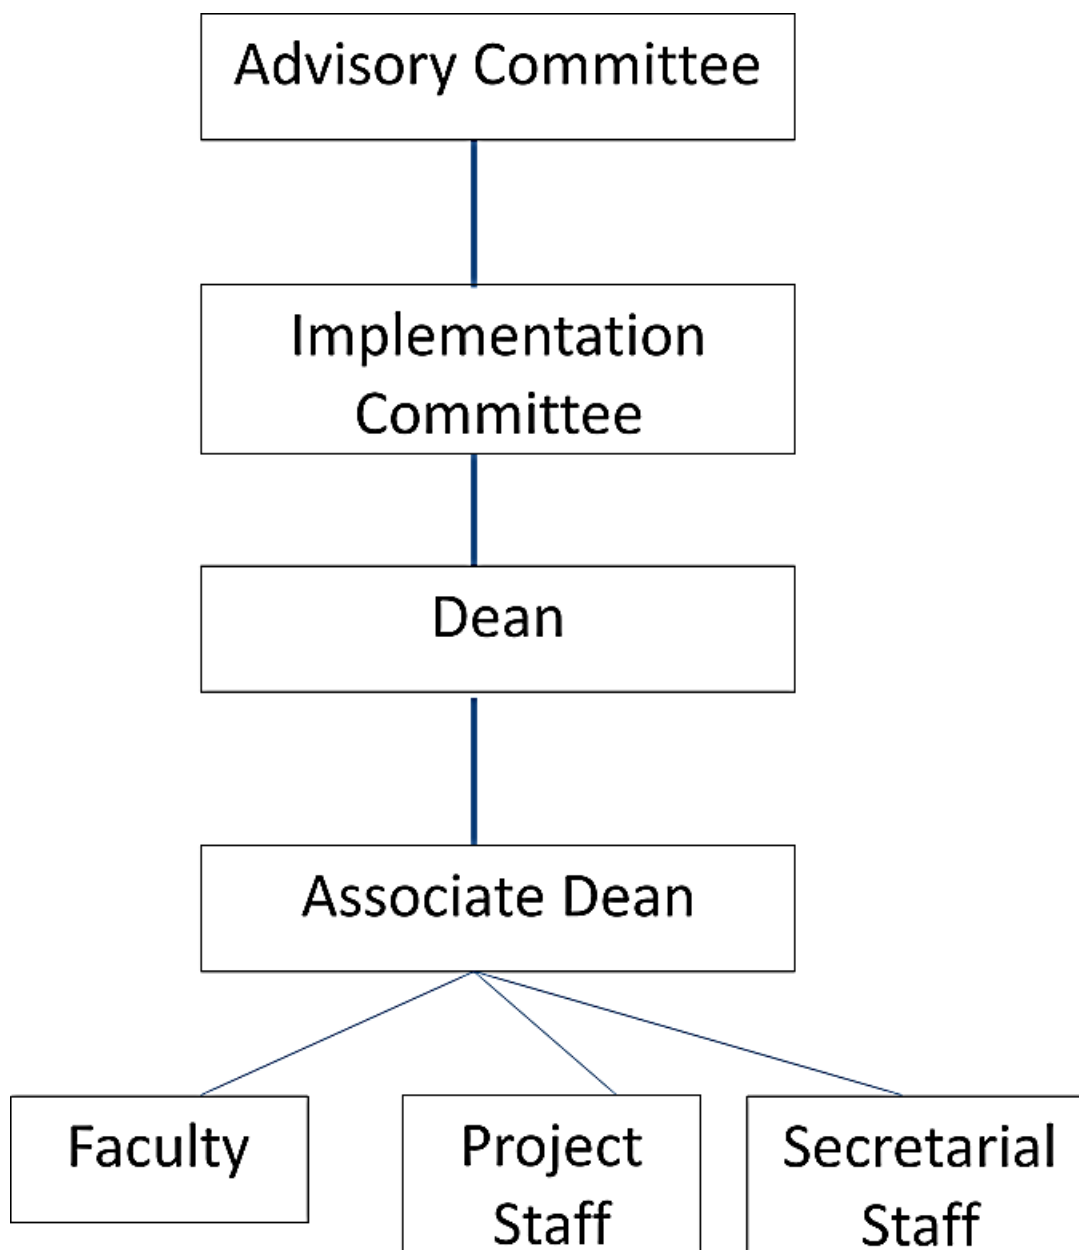 Advisory Committee
Implementation
Committee
Dean
Associate Dean
Faculty
Project
Staff
Secretarial
Staff